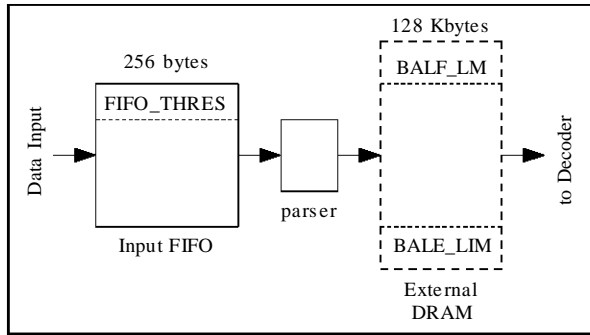 128 Kbytes
256 bytes
BALF_LM
FIFO_THRES
Data Input
to Decoder
parser
Input FIFO
BALE_LIM
External
DRAM